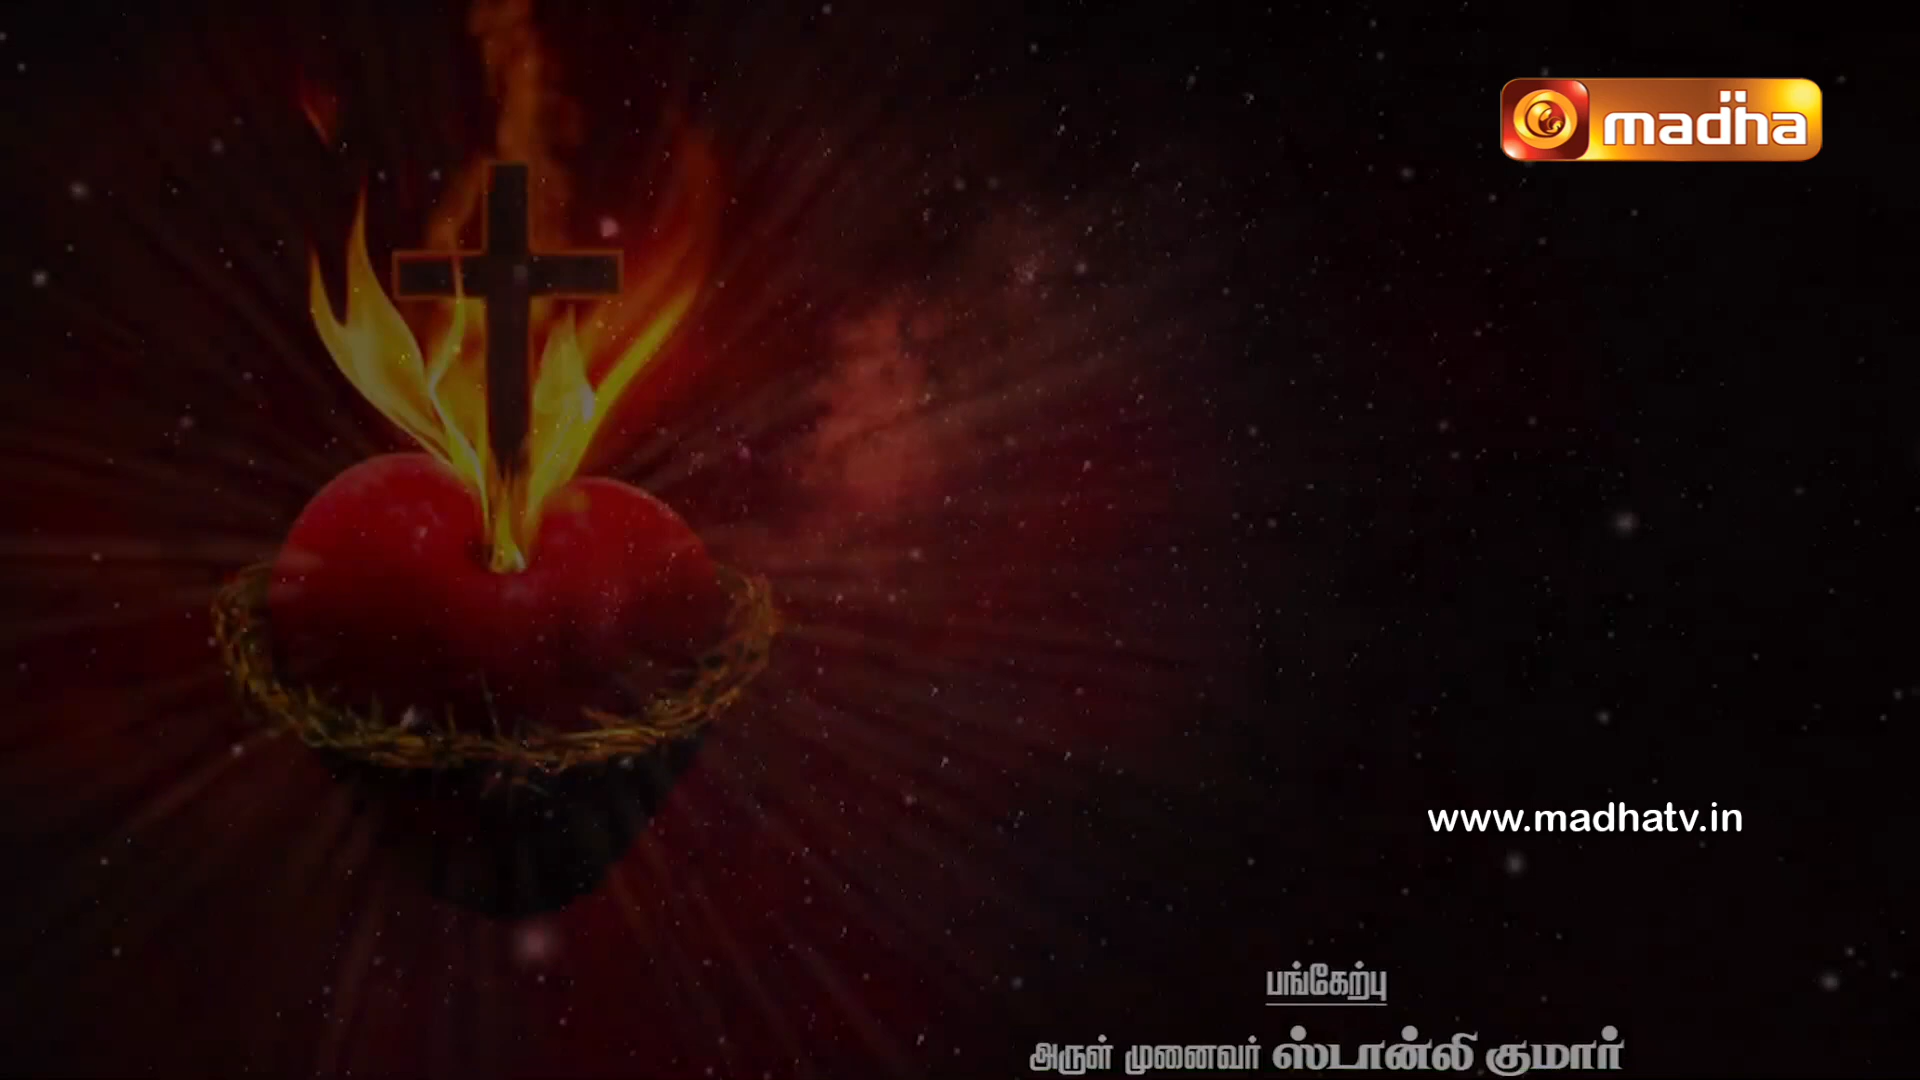 madha
www.madhatv.in
பங்கேற்பு
அருள் முனைவர் ஸ்டான்லி குமார்